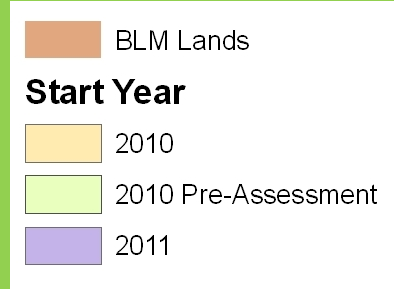 BLM Lands
Start Year
2010
2010 Pre-Assessment
2011